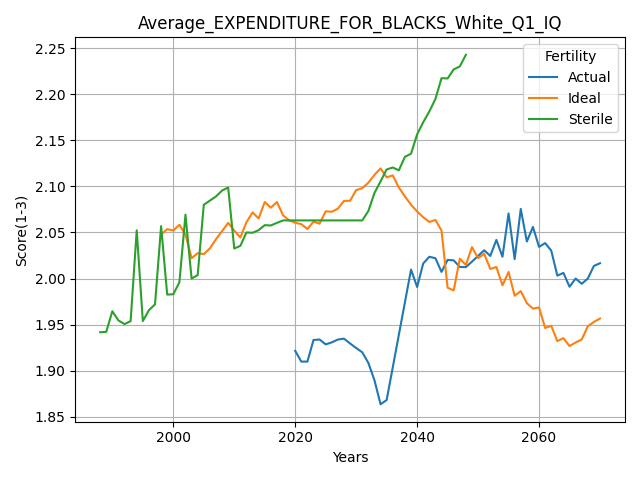 Average_EXPENDITURE_FOR_BLACKS_White_Q1_IQ
Fertility
Actual
Ideal
Sterile
Score(1-3)
2.25
2.20
2.15
2.10
2.05
2.00
1.95
1.90
1.85
2000 2020 2040 2060
Years